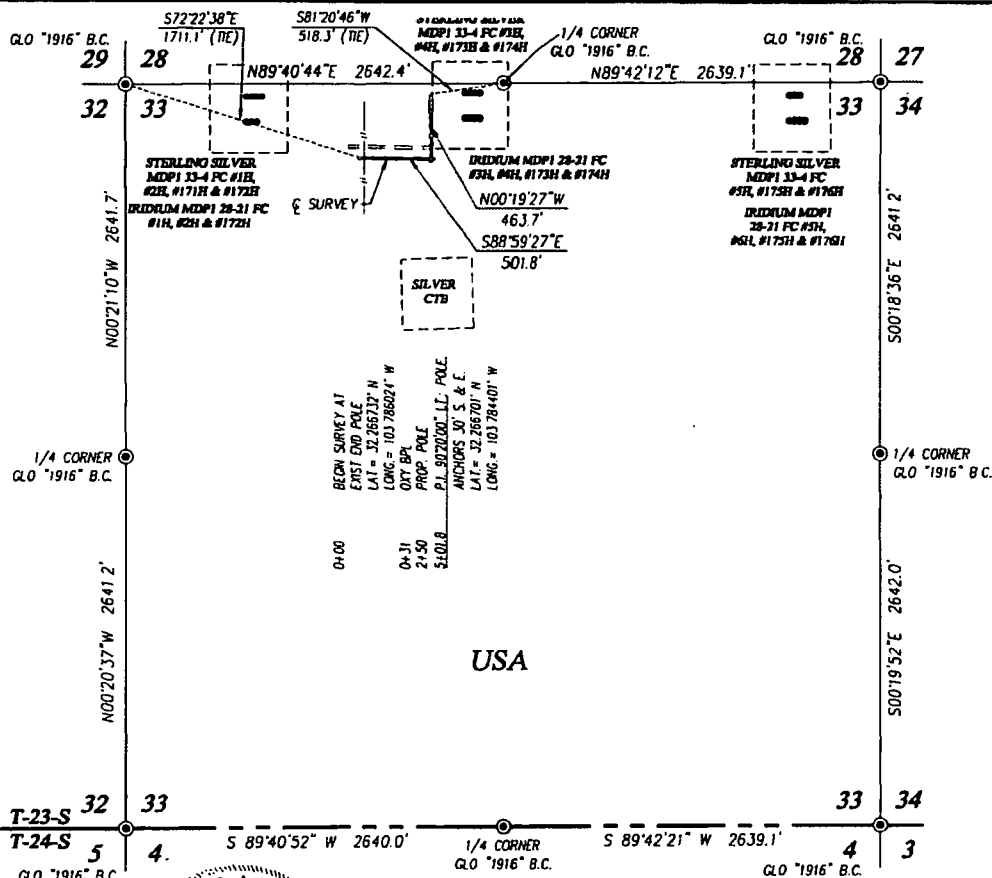 S72°22'38"E
1711.1' (TIE)
S81°20'46"W
518.3' (TIE)
STERLING SILVER
MDP1 33-4 FC #3H,
#4H, #173H & #174H
1/4 CORNER
GLO "1916" B.C.
GLO "1916" B.C.
29 28
GLO "1916" B.C.
28 27
N89°40'44"E 2642.4'
N89°42'12"E 2639.1'
32 33
33 34
STERLING SILVER
MDP1 33-4 FC #1H,
#2H, #171H & #172H
IRIDIUM MDP1 28-21 FC
#1H, #2H & #172H
IRIDIUM MDP1 28-21 FC
#3H, #4H, #173H & #174H
STERLING SILVER
MDP1 33-4 FC
#5H, #175H & #176H
IRIDIUM MDP1
28-21 FC #5H,
#6H, #175H & #176H
℄ SURVEY
N00°19'27"W
463.7'
S88°59'27"E
501.8'
SILVER
CTB
N00°21'10"W 2641.7'
S00°18'36"E 2641.2'
0+00 BEGIN SURVEY AT
EXIST END POLE
LAT = 32.266732° N
LONG.= 103.786024° W
0+31 OXY BPL
2+50 PROP. POLE
5+01.8 P.I. 90°20'00" LT. POLE.
ANCHORS 30' S. & E.
LAT.= 32.266701° N
LONG.= 103.784401° W
1/4 CORNER
GLO "1916" B.C.
1/4 CORNER
GLO "1916" B.C.
N00°20'37"W 2641 2'
S00°19'52"E 2642.0'
USA
T-23-S 32 33
33 34
T-24-S
5 4.
S 89°40'52" W 2640.0'
1/4 CORNER
GLO "1916" B.C.
S 89°42'21" W 2639.1'
4 3
GLO "1916" B.C.
GLO "1916" B.C.